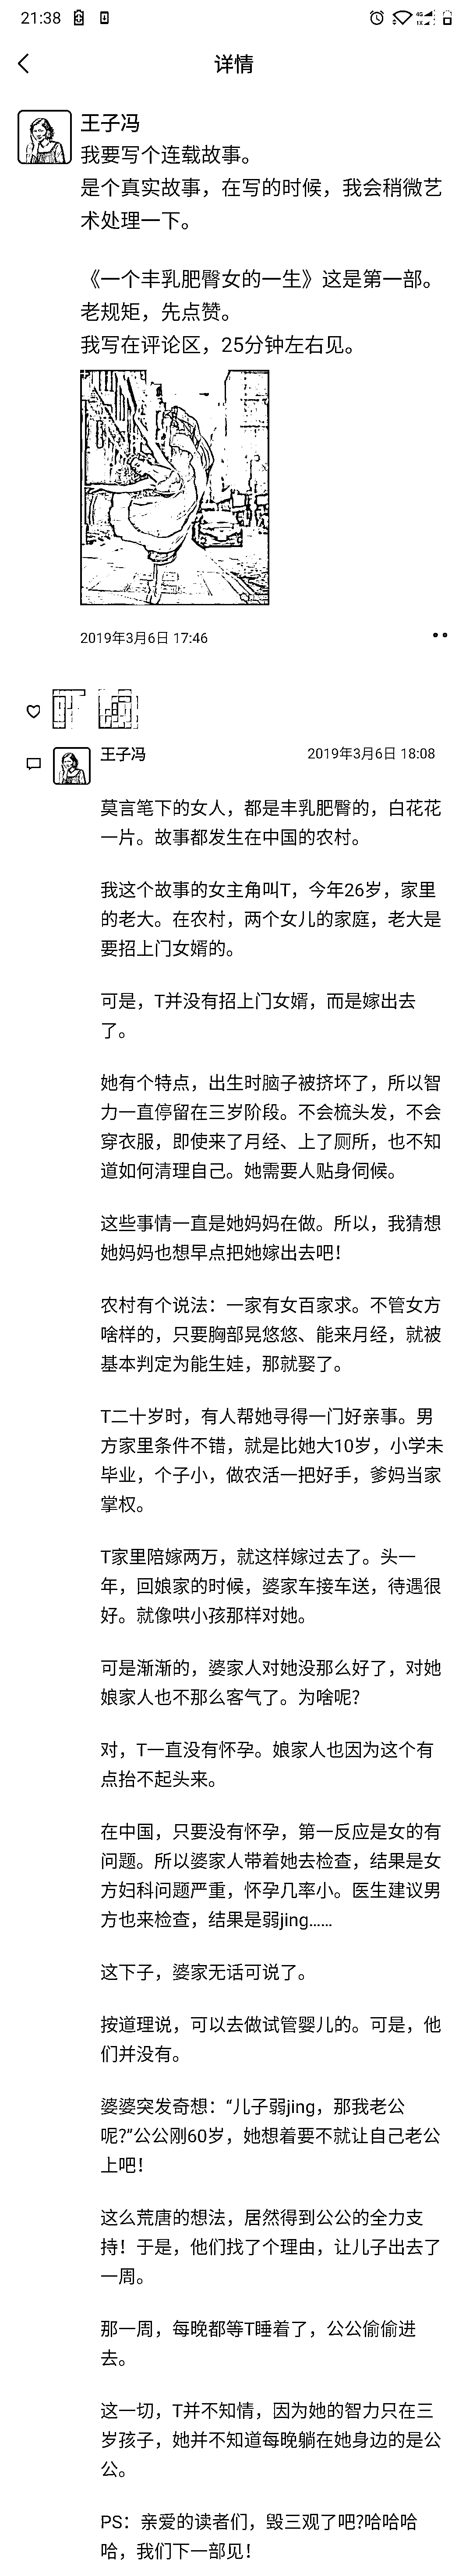 21:38
详情
王子冯
我要写个连载故事。
是个真实故事，在写的时候，我会稍微艺
术处理一下。
《一个丰乳肥臀女的一生》这是第一部。
老规矩，先点赞。
我写在评论区，25分钟左右见。
2019年3月6日 17:46
王子冯
2019年3月6日 18:08
莫言笔下的女人，都是丰乳肥臀的，白花花
一片。故事都发生在中国的农村。
我这个故事的女主角叫T，今年26岁，家里
的老大。在农村，两个女儿的家庭，老大是
要招上门女婿的。
可是，T并没有招上门女婿，而是嫁出去
了。
她有个特点，出生时脑子被挤坏了，所以智
力一直停留在三岁阶段。不会梳头发，不会
穿衣服，即使来了月经、上了厕所，也不知
道如何清理自己。她需要人贴身伺候。
这些事情一直是她妈妈在做。所以，我猜想
她妈妈也想早点把她嫁出去吧！
农村有个说法：一家有女百家求。不管女方
啥样的，只要胸部晃悠悠、能来月经，就被
基本判定为能生娃，那就娶了。
T二十岁时，有人帮她寻得一门好亲事。男
方家里条件不错，就是比她大10岁，小学未
毕业，个子小，做农活一把好手，爹妈当家
掌权。
T家里陪嫁两万，就这样嫁过去了。头一
年，回娘家的时候，婆家车接车送，待遇很
好。就像哄小孩那样对她。
可是渐渐的，婆家人对她没那么好了，对她
娘家人也不那么客气了。为啥呢?
对，T一直没有怀孕。娘家人也因为这个有
点抬不起头来。
在中国，只要没有怀孕，第一反应是女的有
问题。所以婆家人带着她去检查，结果是女
方妇科问题严重，怀孕几率小。医生建议男
方也来检查，结果是弱jing……
这下子，婆家无话可说了。
按道理说，可以去做试管婴儿的。可是，他
们并没有。
婆婆突发奇想：“儿子弱jing，那我老公
呢?”公公刚60岁，她想着要不就让自己老公
上吧！
这么荒唐的想法，居然得到公公的全力支
持！于是，他们找了个理由，让儿子出去了
一周。
那一周，每晚都等T睡着了，公公偷偷进
去。
这一切，T并不知情，因为她的智力只在三
岁孩子，她并不知道每晚躺在她身边的是公
公。
PS：亲爱的读者们，毁三观了吧?哈哈哈
哈，我们下一部见！